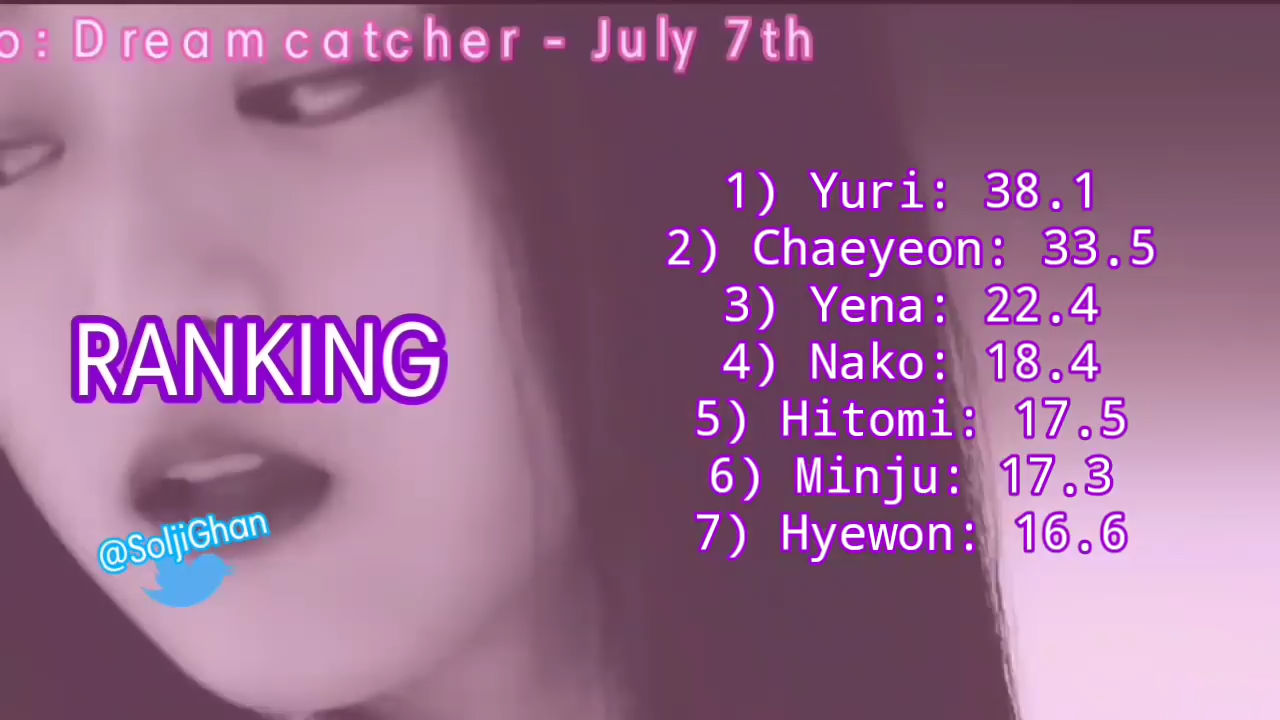 o: Dreamcatcher - July 7th
1) Yuri: 38.1
2) Chaeyeon: 33.5
3) Yena: 22.4
4) Nako: 18.4
5) Hitomi: 17.5
6) Minju: 17.3
7) Hyewon: 16.6
RANKING
@SoljiGhan